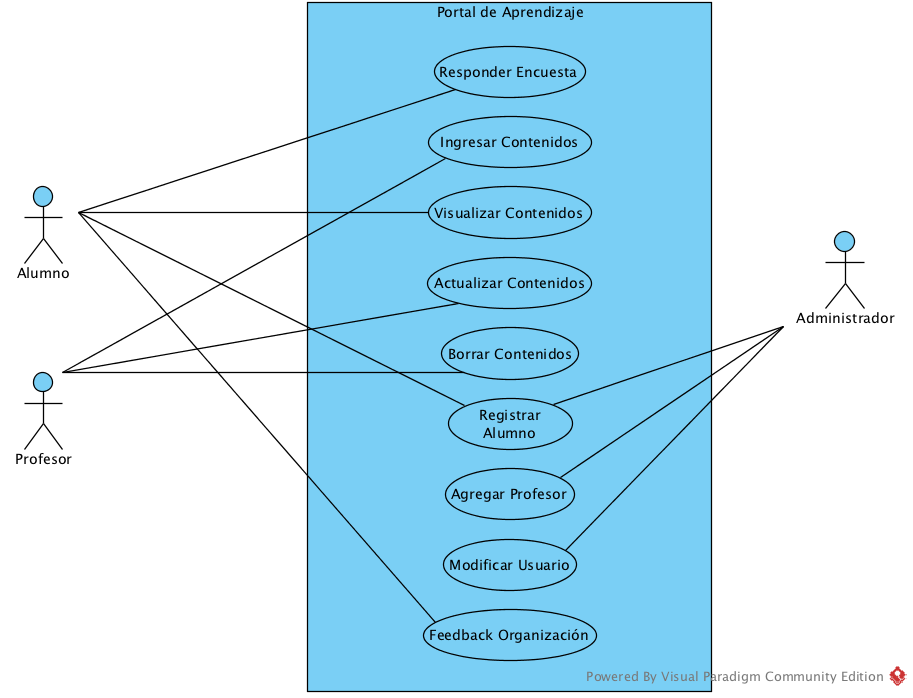 Portal de Aprendizaje
Responder Encuesta
Ingresar Contenidos
Visualizar Contenidos
Alumno
Actualizar Contenidos
Administrador
Borrar Contenidos
Registrar
Alumno
Profesor
Agregar Profesor
Modificar Usuario
Feedback Organización
Powered By Visual Paradigm Community Edition